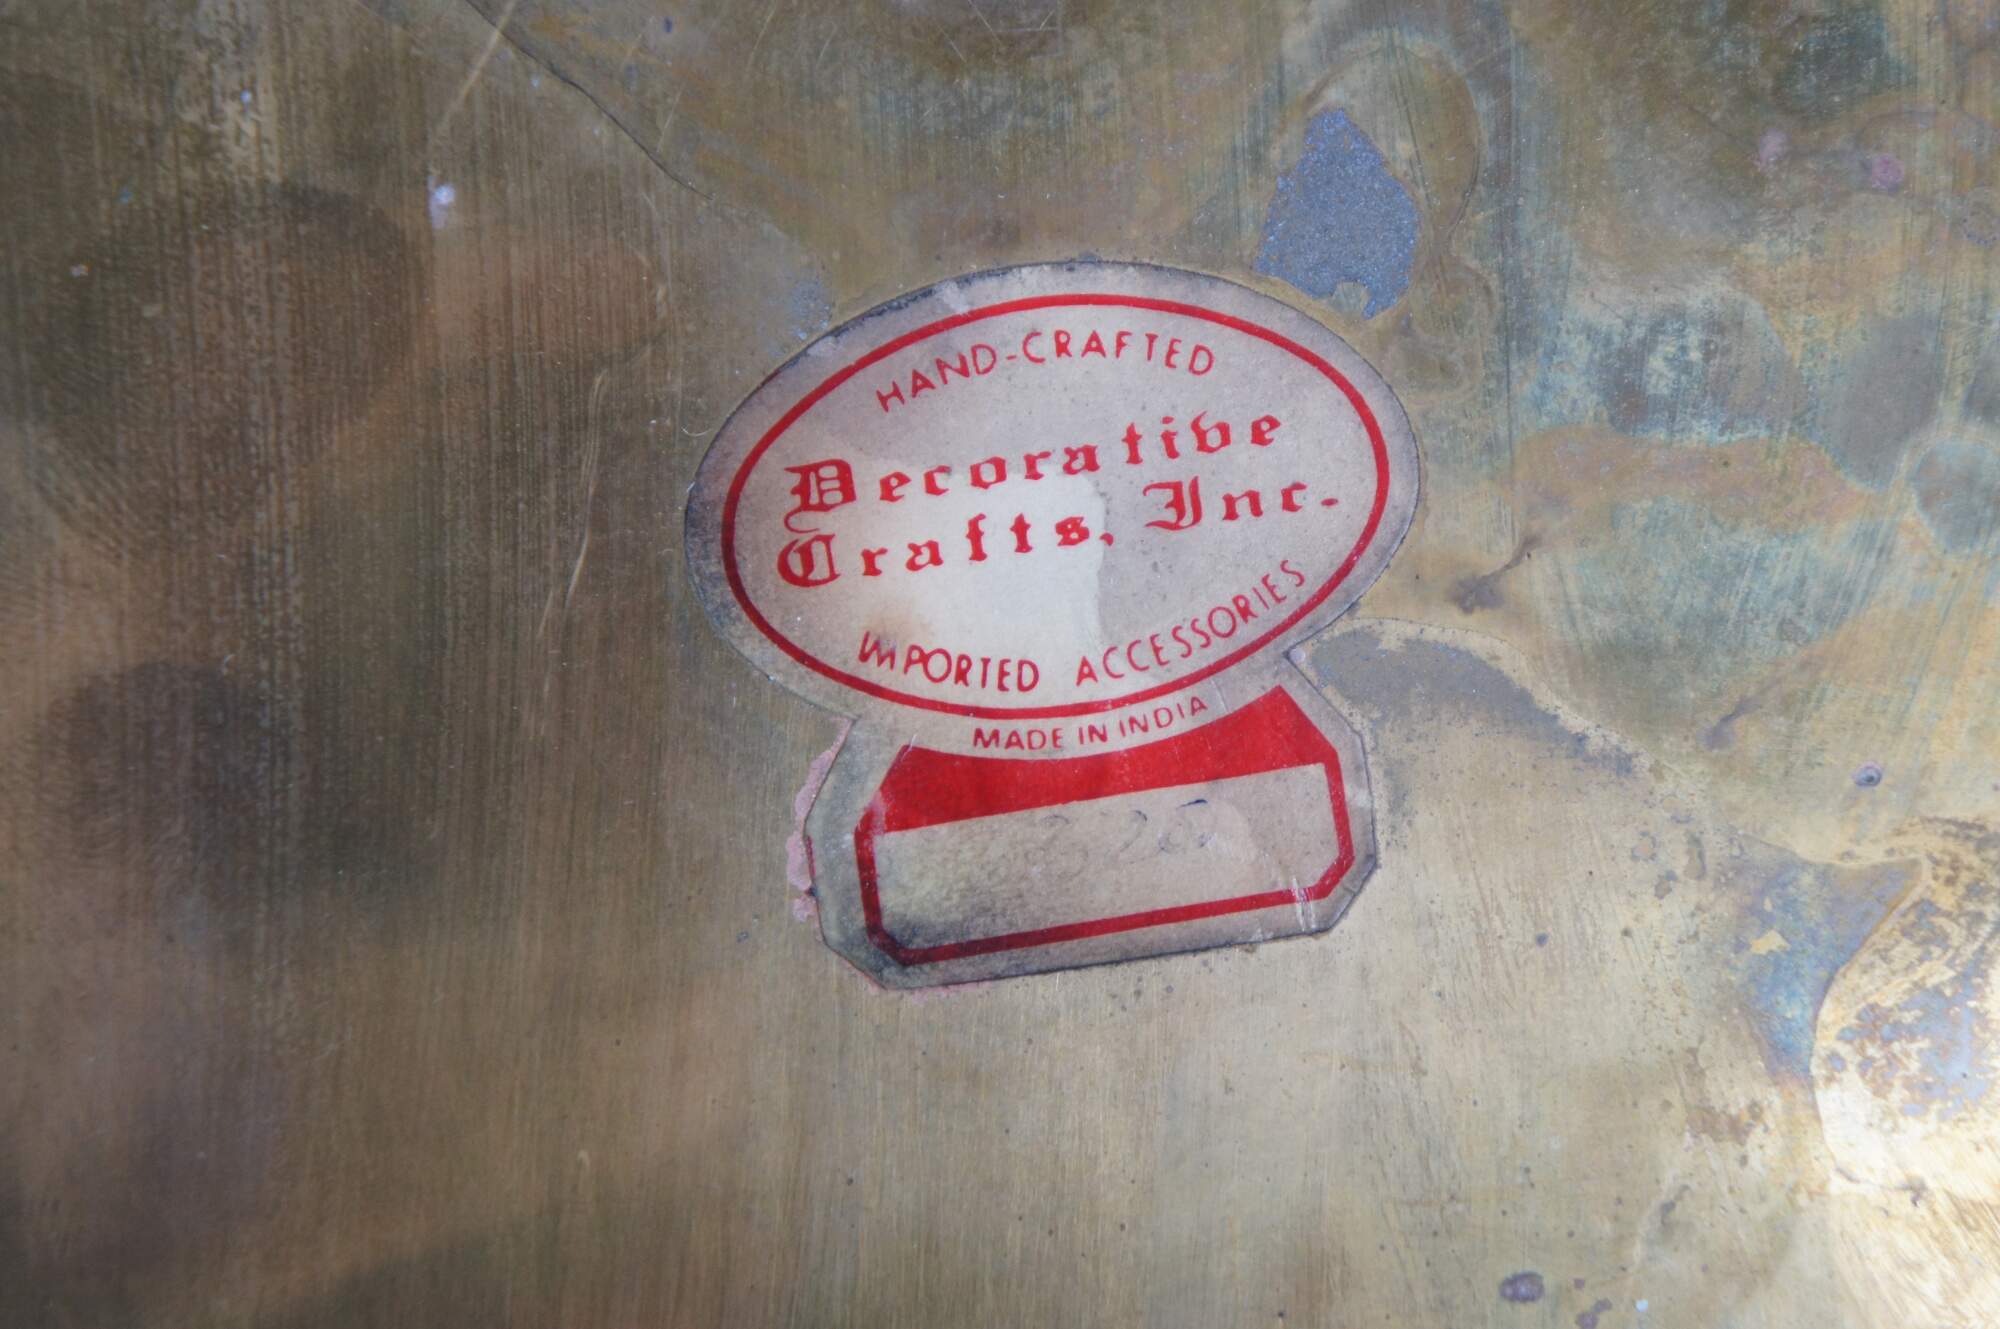 HAND-CRAFTED
Decorative
Crafts, Inc.
IMPORTED ACCESSORIES
MADE IN INDIA